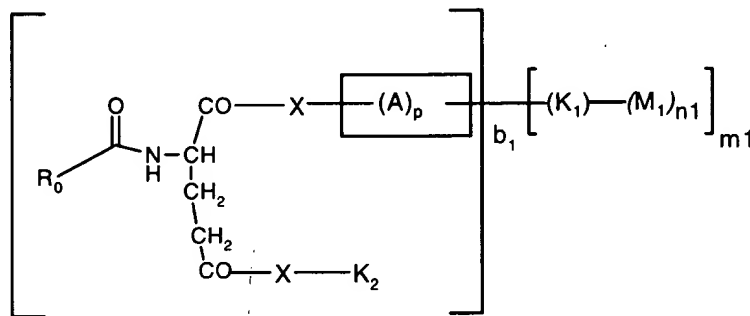 O CO—X—(A)p—(K1)—(M1)n1
b1 m1
R0 N—CH
H
CH2
CH2
CO—X—K2